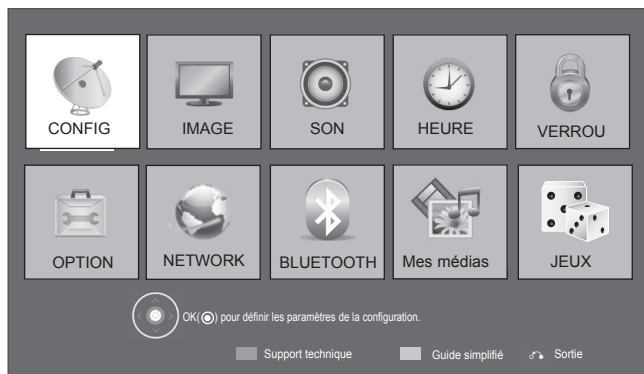 CONFIG IMAGE SON HEURE VERROU
OPTION NETWORK BLUETOOTH Mes médias JEUX
OK(◉) pour définir les paramètres de la configuration.
Support technique Guide simplifié Sortie